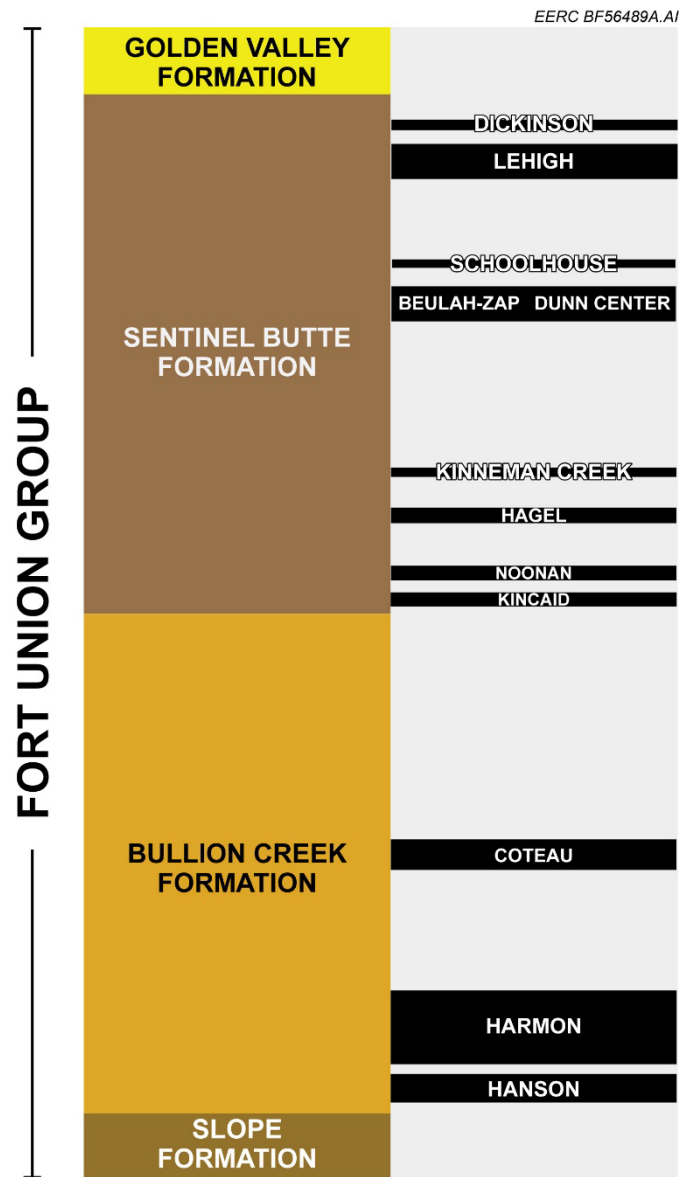 EERC BF56489A.AI
FORT UNION GROUP
GOLDEN VALLEY
FORMATION
SENTINEL BUTTE
FORMATION
BULLION CREEK
FORMATION
SLOPE
FORMATION
DICKINSON
LEHIGH
SCHOOLHOUSE
BEULAH-ZAP DUNN CENTER
KINNEMAN CREEK
HAGEL
NOONAN
KINCAID
COTEAU
HARMON
HANSON